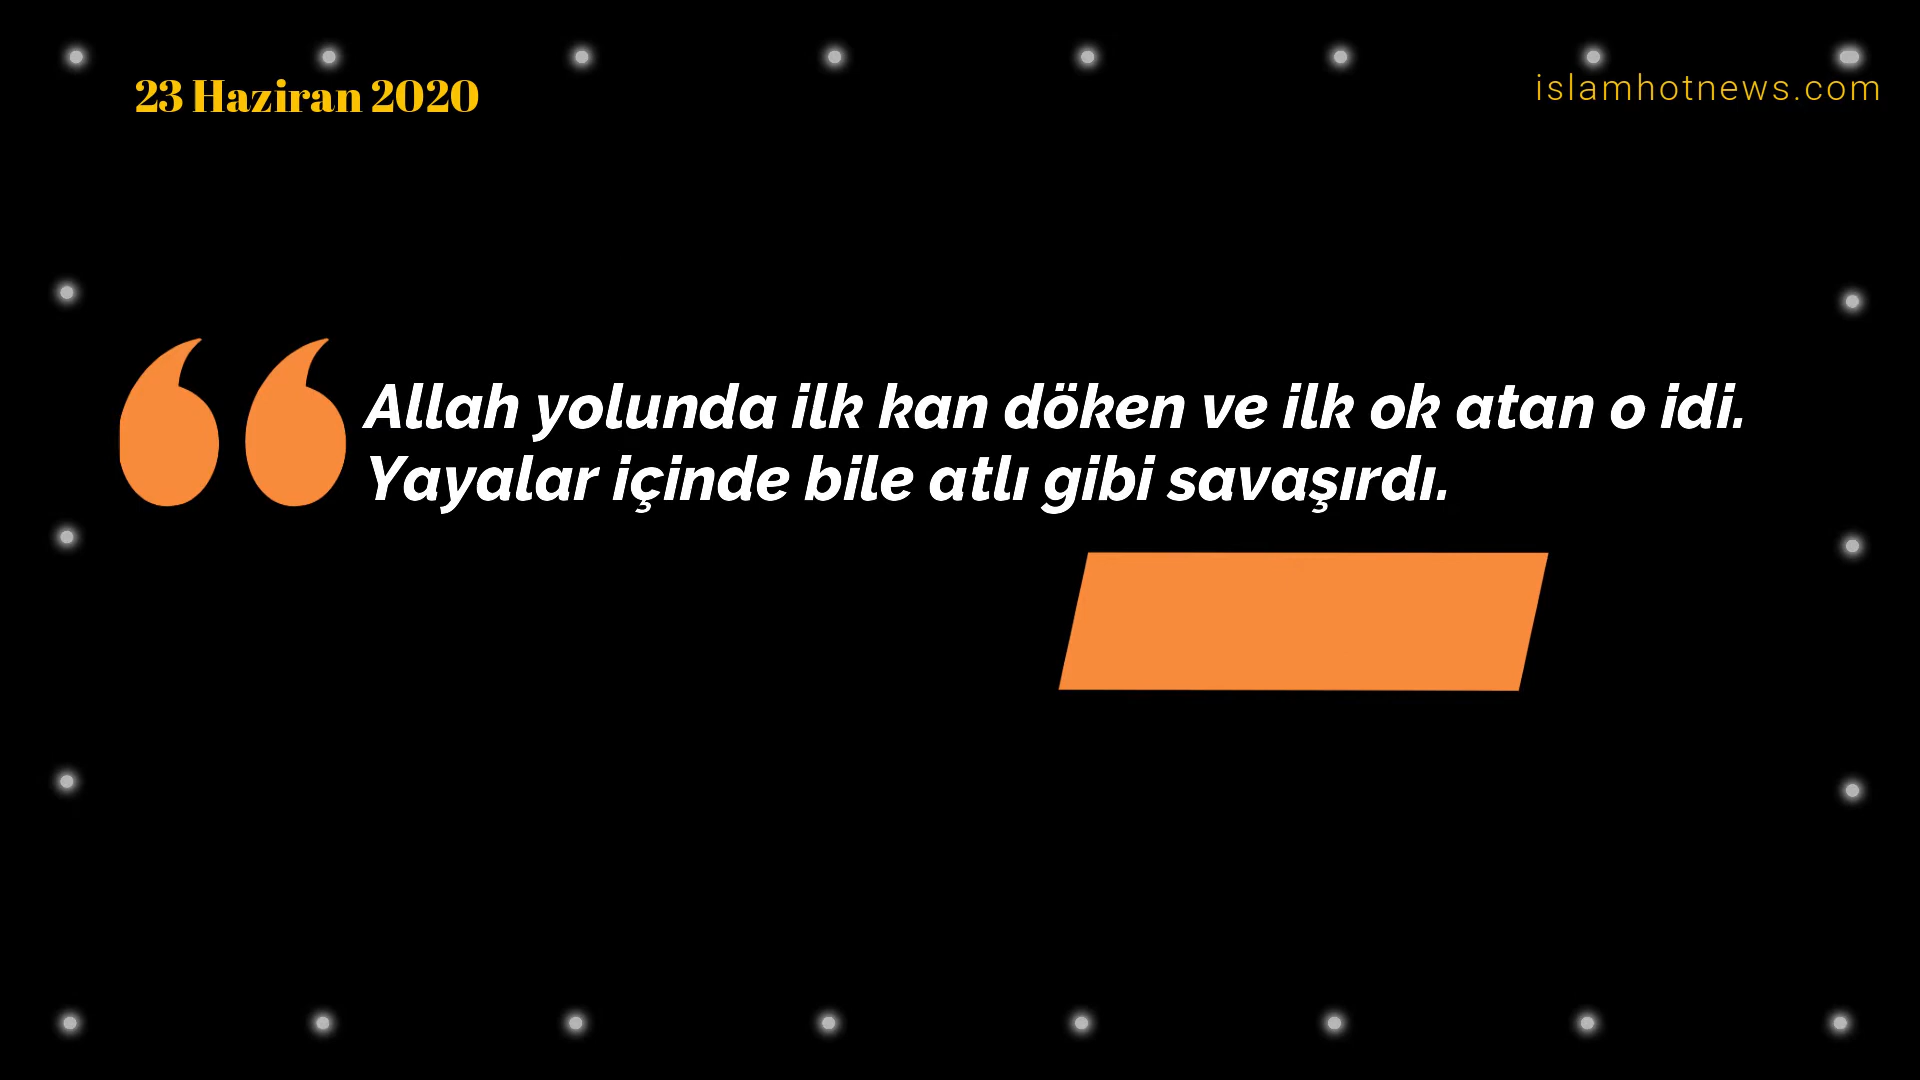 23 Haziran 2020
islamhotnews.com
Allah yolunda ilk kan döken ve ilk ok atan o idi.
Yayalar içinde bile atlı gibi savaşırdı.